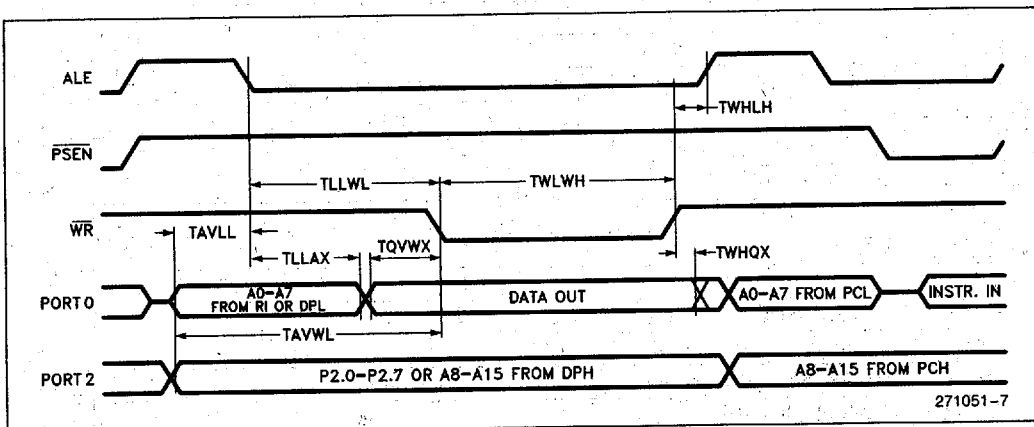 ALE
TWHLH
PSEN
TLLWL
TWLWH
WR
TAVLL
TQVWX
TWHQX
TLLAX
PORT 0
A0-A7
FROM RI OR DPL
DATA OUT
A0-A7 FROM PCL
INSTR. IN
TAVWL
PORT 2
P2.0-P2.7 OR A8-A15 FROM DPH
A8-A15 FROM PCH
271051-7